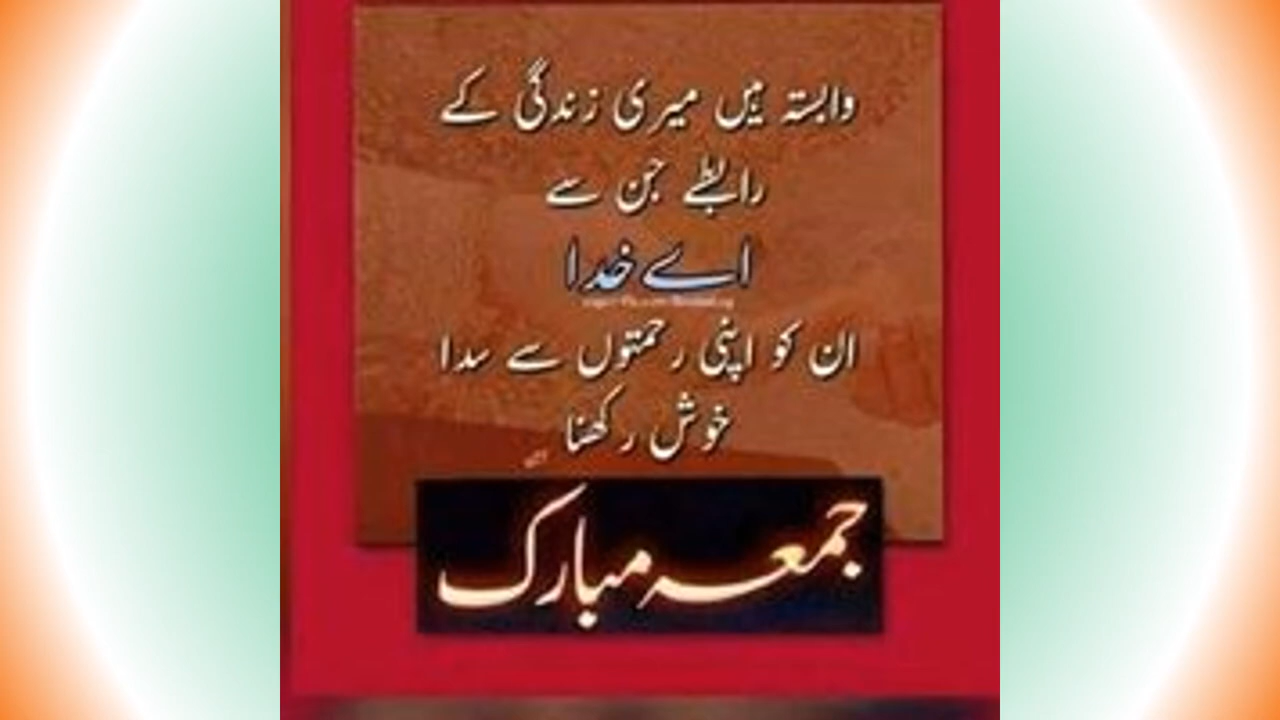 وابستہ ہیں میری زندگی کے
رابطے جن سے
اے خدا
ان کو اپنی رحمتوں سے سدا
خوش رکھنا
جمعہ مبارک